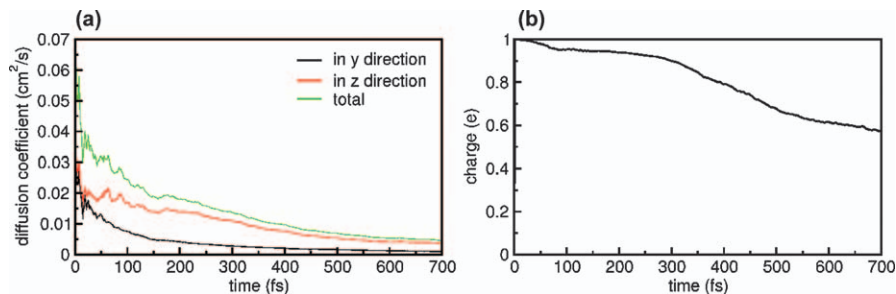 (a)
0.07
0.06
0.05
0.04
0.03
0.02
0.01
0
diffusion coefficient (cm²/s)
in y direction
in z direction
total
0 100 200 300 400 500 600 700
time (fs)
(b)
1
0.8
0.6
0.4
0.2
0
charge (e)
0 100 200 300 400 500 600 700
time (fs)